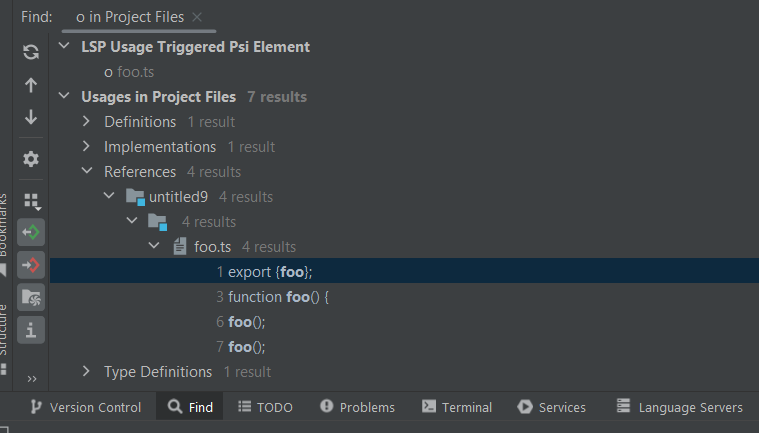 Find: o in Project Files
LSP Usage Triggered Psi Element
o foo.ts
Usages in Project Files 7 results
Definitions 1 result
Implementations 1 result
References 4 results
untitled9 4 results
4 results
foo.ts 4 results
1 export {foo};
3 function foo() {
6 foo();
7 foo();
Type Definitions 1 result
Bookmarks
Structure
Version Control Find TODO Problems Terminal Services Language Servers